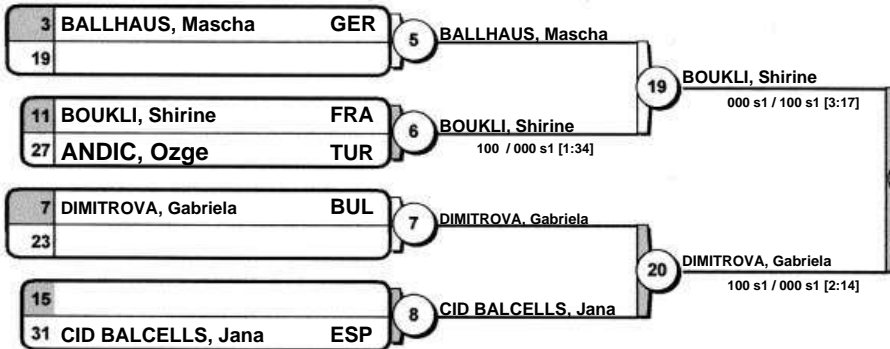 3 BALLHAUS, Mascha GER
19
5 BALLHAUS, Mascha
11 BOUKLI, Shirine FRA
27 ANDIC, Ozge TUR
6 BOUKLI, Shirine
100 / 000 s1 [1:34]
19 BOUKLI, Shirine
000 s1 / 100 s1 [3:17]
7 DIMITROVA, Gabriela BUL
23
7 DIMITROVA, Gabriela
15
31 CID BALCELLS, Jana ESP
8 CID BALCELLS, Jana
20 DIMITROVA, Gabriela
100 s1 / 000 s1 [2:14]